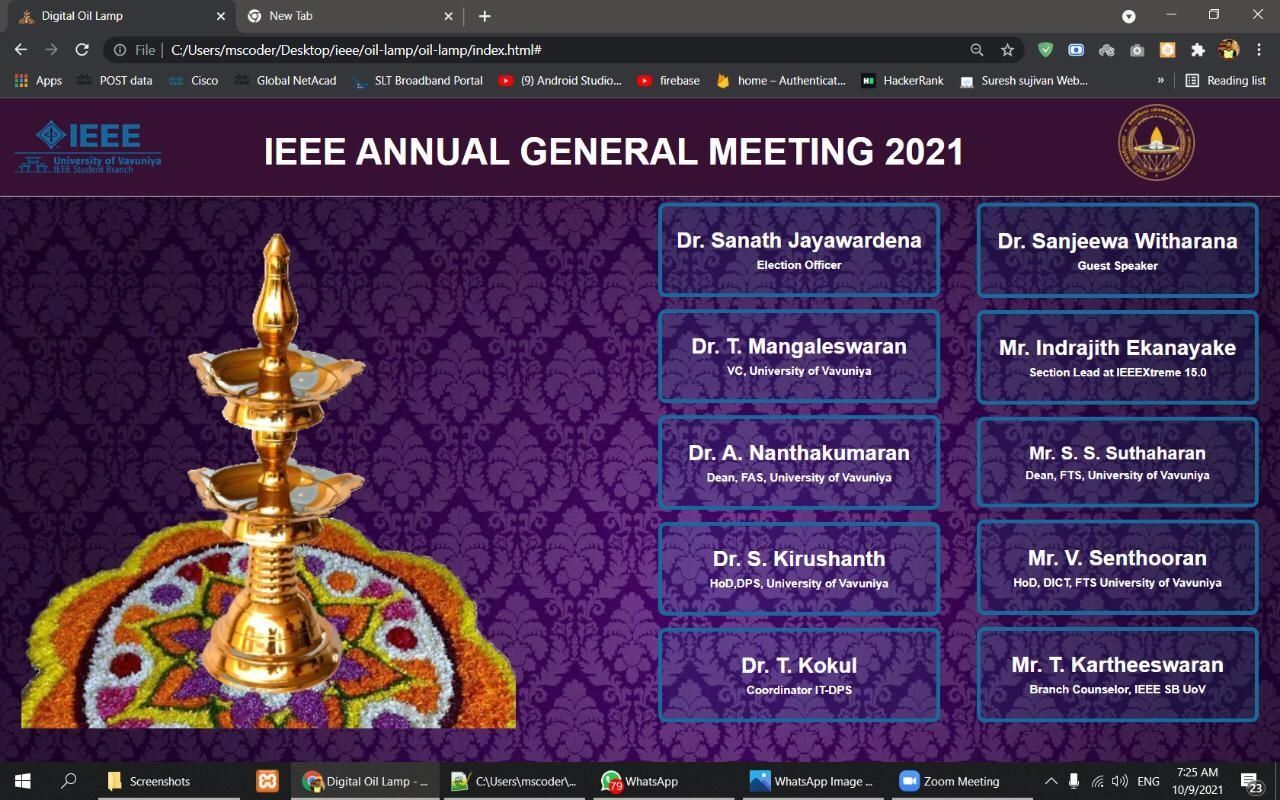 Digital Oil Lamp
New Tab
File
C:/Users/mscoder/Desktop/ieee/oil-lamp/oil-lamp/index.html#
Apps
POST data
Cisco
Global NetAcad
SLT Broadband Portal
(9) Android Studio...
firebase
home – Authenticat...
HackerRank
Suresh sujivan Web...
»
Reading list
IEEE
University of Vavuniya
IEEE Student Branch
IEEE ANNUAL GENERAL MEETING 2021
Dr. Sanath Jayawardena
Election Officer
Dr. Sanjeewa Witharana
Guest Speaker
Dr. T. Mangaleswaran
VC, University of Vavuniya
Mr. Indrajith Ekanayake
Section Lead at IEEEXtreme 15.0
Dr. A. Nanthakumaran
Dean, FAS, University of Vavuniya
Mr. S. S. Suthaharan
Dean, FTS, University of Vavuniya
Dr. S. Kirushanth
HoD,DPS, University of Vavuniya
Mr. V. Senthooran
HoD, DICT, FTS University of Vavuniya
Dr. T. Kokul
Coordinator IT-DPS
Mr. T. Kartheeswaran
Branch Counselor, IEEE SB UoV
Screenshots
Digital Oil Lamp - ...
C:\Users\mscoder\...
79
WhatsApp
WhatsApp Image ...
Zoom Meeting
ENG
7:25 AM
10/9/2021
23